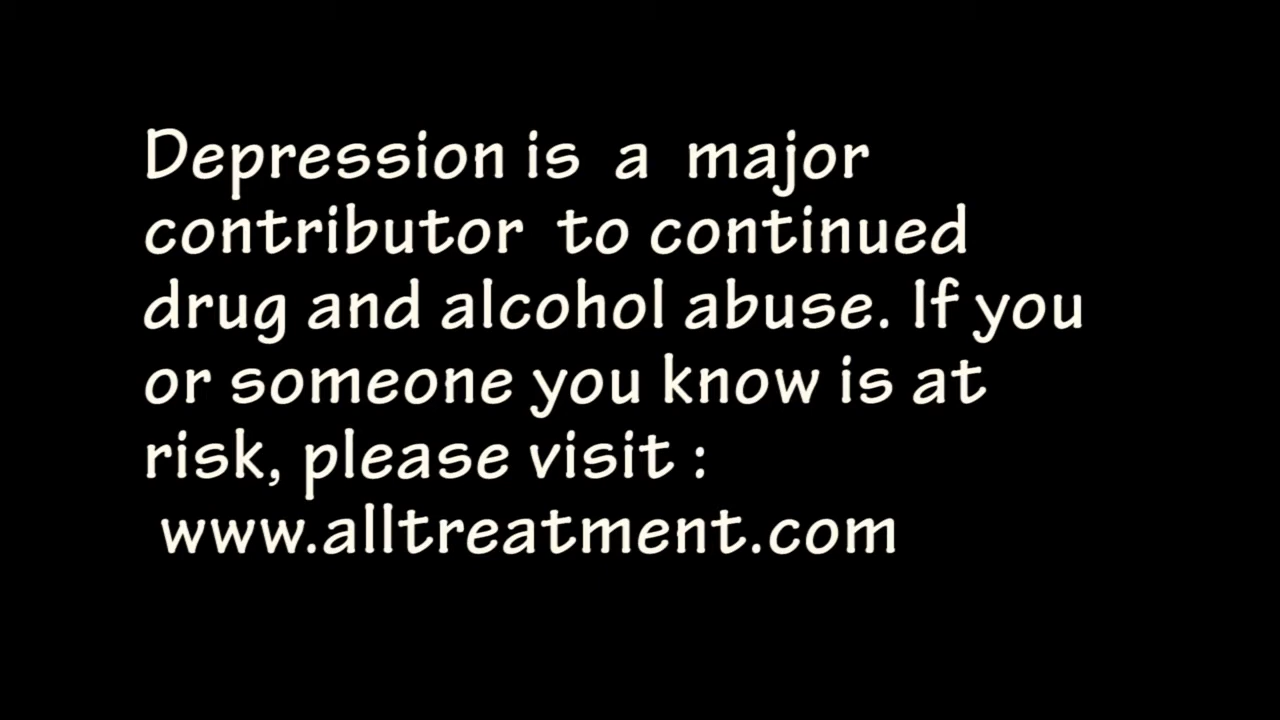 Depression is a major
contributor to continued
drug and alcohol abuse. If you
or someone you know is at
risk, please visit :
www.alltreatment.com